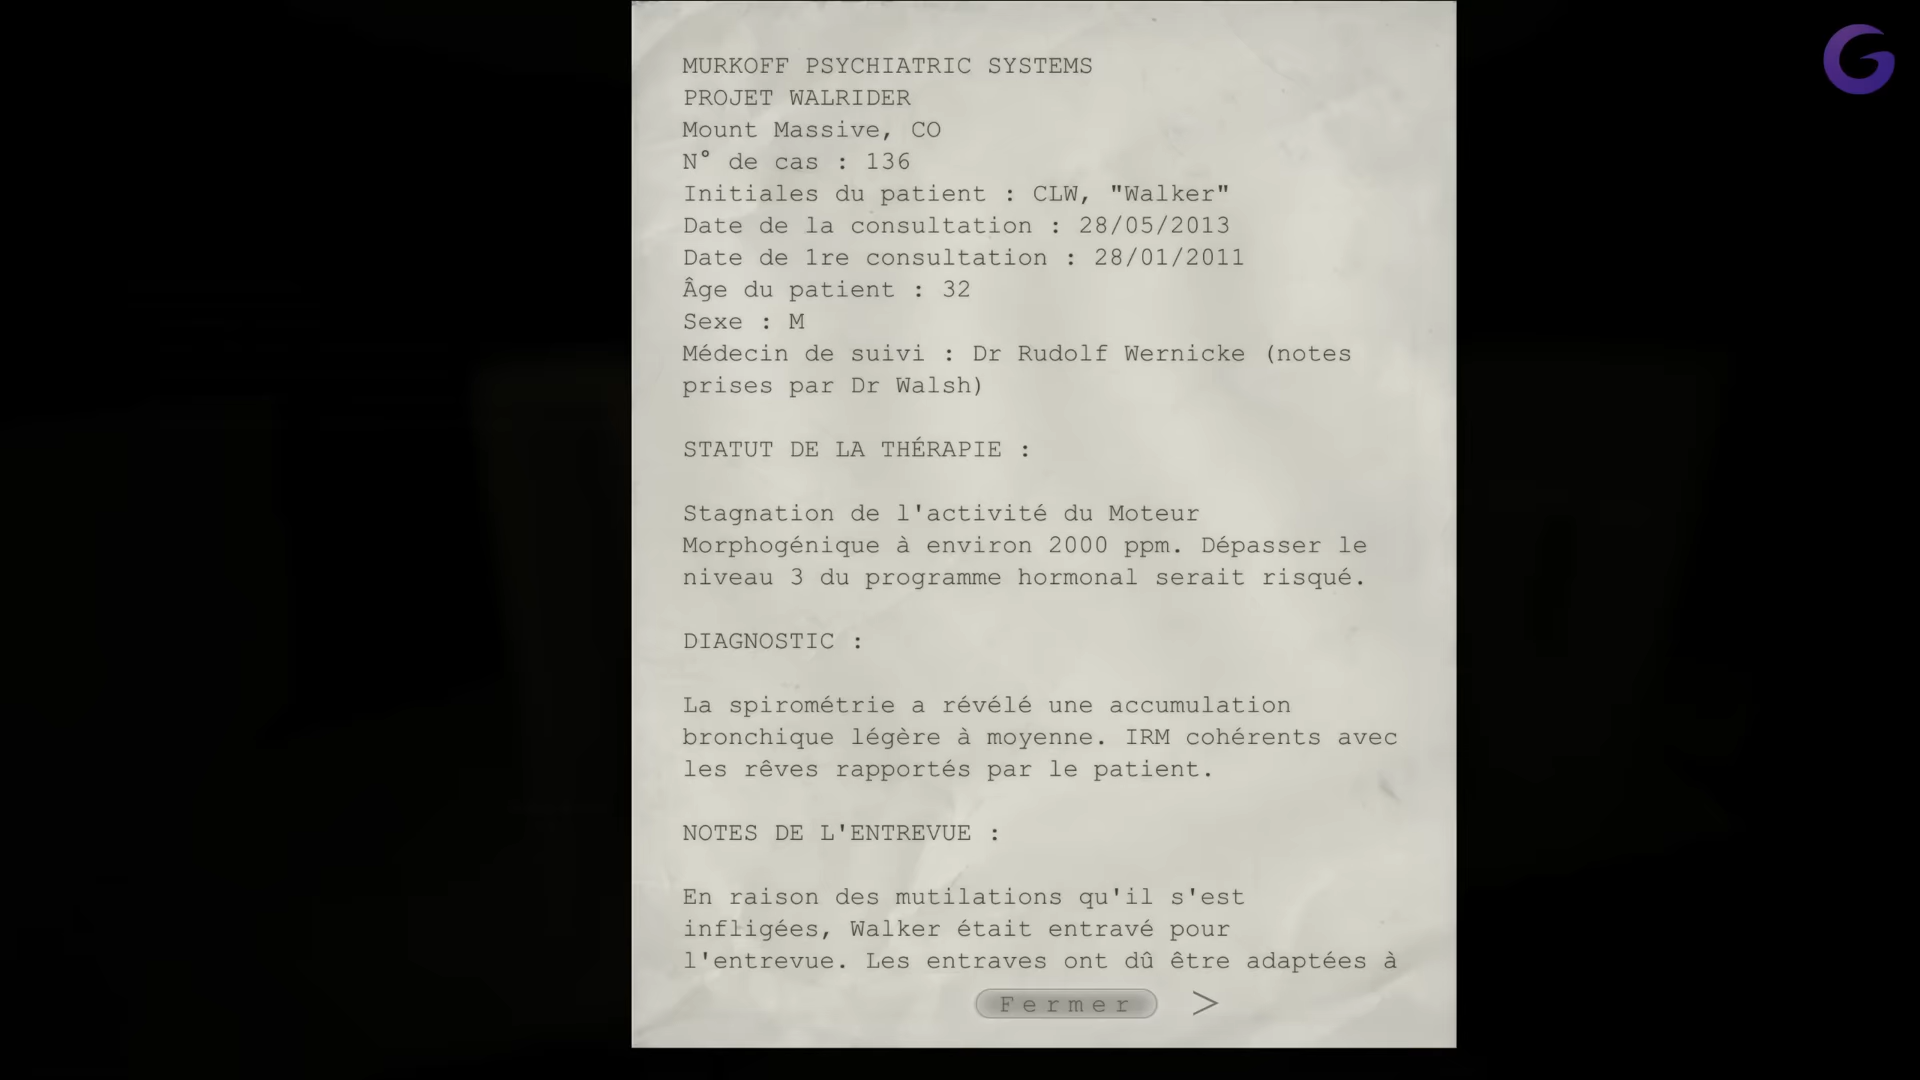 MURKOFF PSYCHIATRIC SYSTEMS
PROJET WALRIDER
Mount Massive, CO
N° de cas : 136
Initiales du patient : CLW, "Walker"
Date de la consultation : 28/05/2013
Date de 1re consultation : 28/01/2011
Âge du patient : 32
Sexe : M
Médecin de suivi : Dr Rudolf Wernicke (notes
prises par Dr Walsh)
STATUT DE LA THÉRAPIE :
Stagnation de l'activité du Moteur
Morphogénique à environ 2000 ppm. Dépasser le
niveau 3 du programme hormonal serait risqué.
DIAGNOSTIC :
La spirométrie a révélé une accumulation
bronchique légère à moyenne. IRM cohérents avec
les rêves rapportés par le patient.
NOTES DE L'ENTREVUE :
En raison des mutilations qu'il s'est
infligées, Walker était entravé pour
l'entrevue. Les entraves ont dû être adaptées à
Fermer >